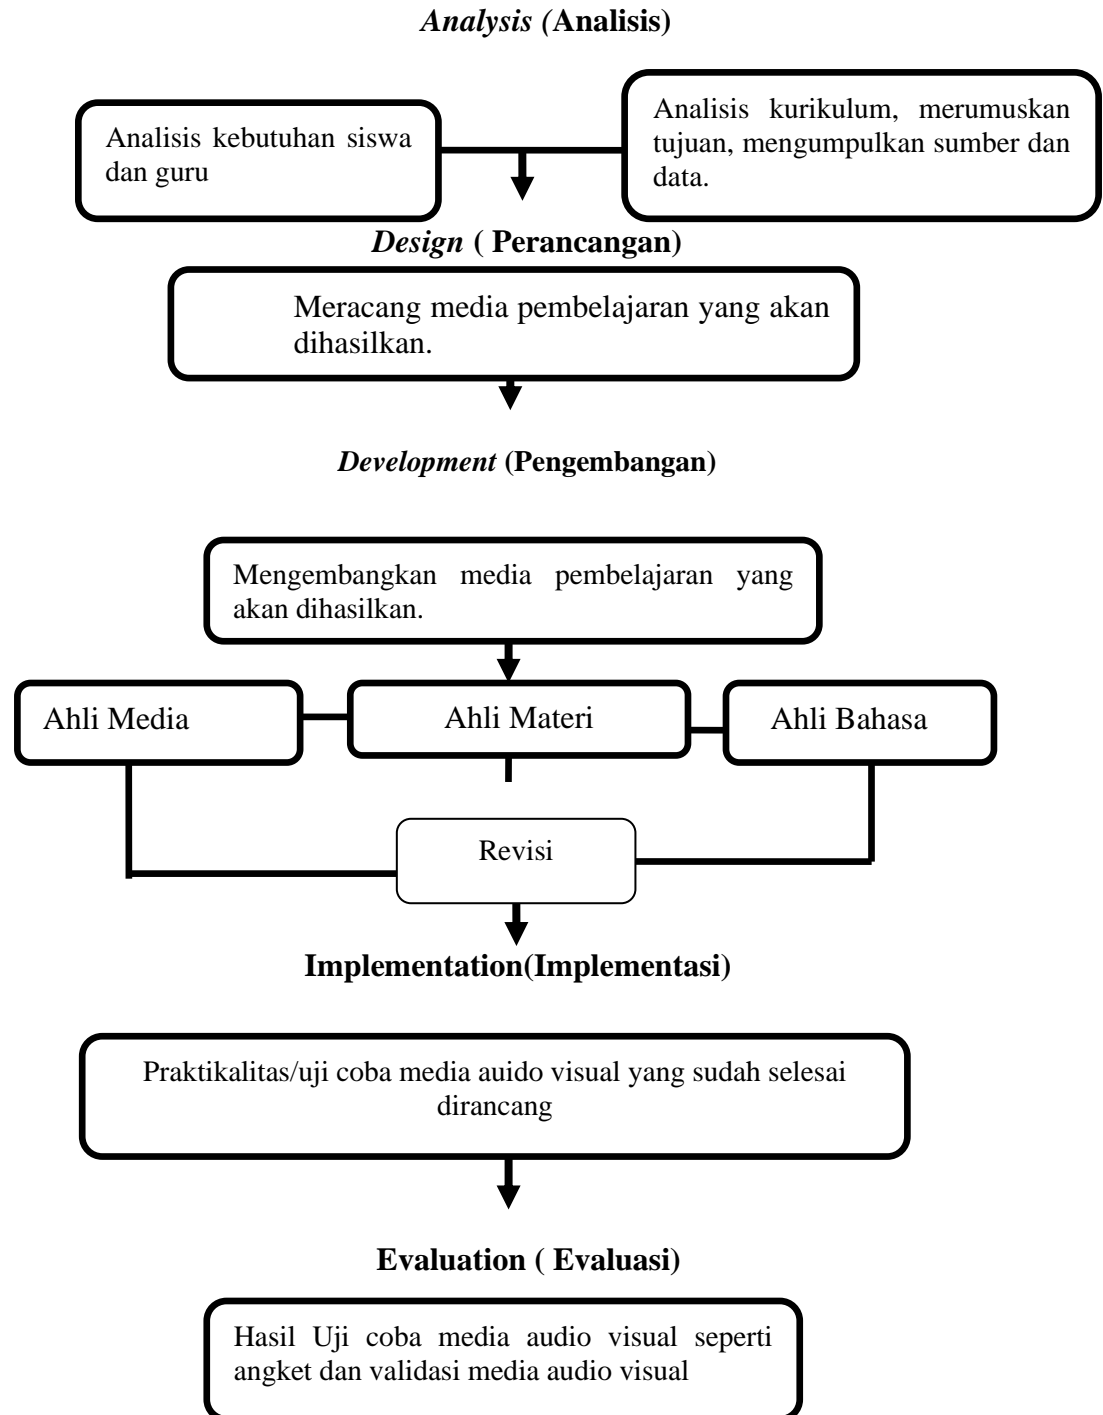 Analysis (Analisis)
Analisis kebutuhan siswa
dan guru
Analisis kurikulum, merumuskan
tujuan, mengumpulkan sumber dan
data.
Design ( Perancangan)
Meracang media pembelajaran yang akan
dihasilkan.
Development (Pengembangan)
Mengembangkan media pembelajaran yang
akan dihasilkan.
Ahli Media
Ahli Materi
Ahli Bahasa
Revisi
Implementation(Implementasi)
Praktikalitas/uji coba media auido visual yang sudah selesai
dirancang
Evaluation ( Evaluasi)
Hasil Uji coba media audio visual seperti
angket dan validasi media audio visual